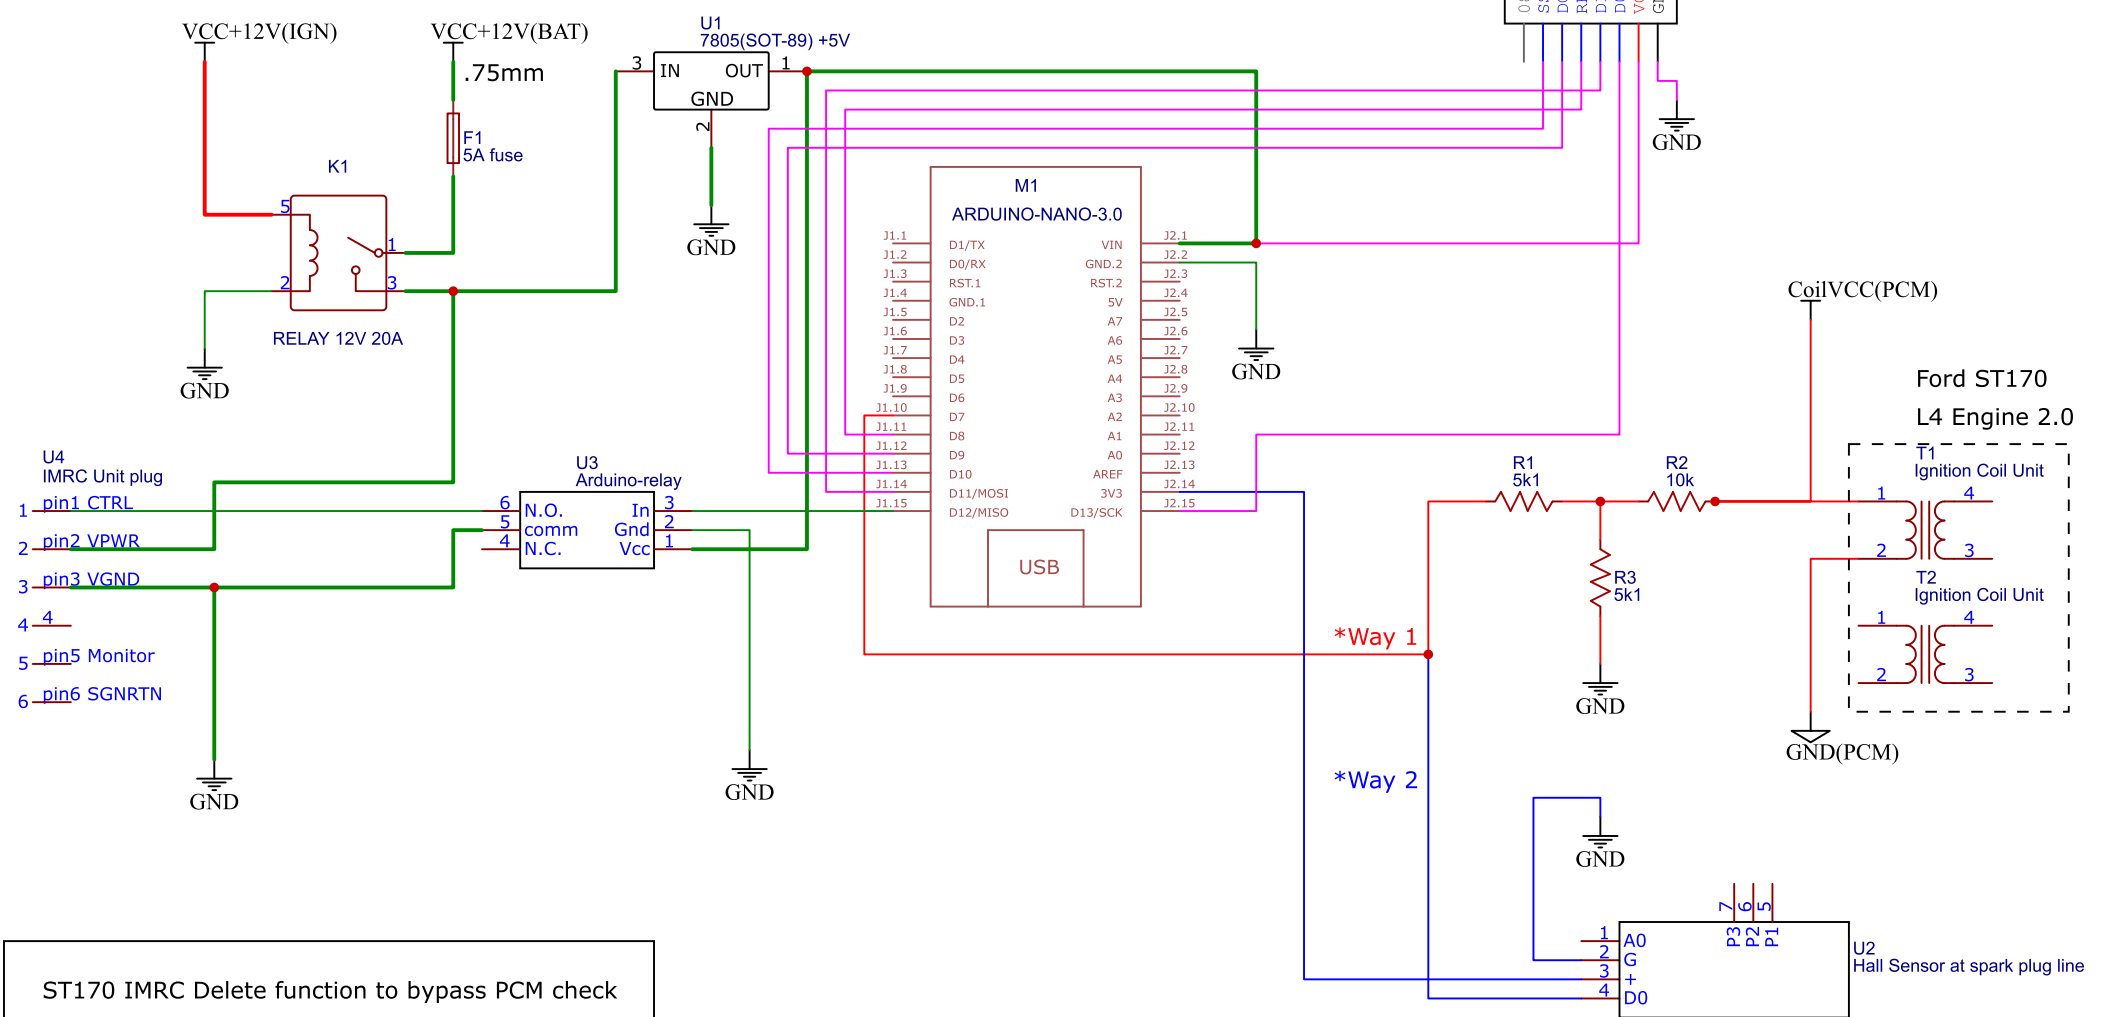 VCC+12V(IGN)
VCC+12V(BAT)
.75mm
F1
5A fuse
K1
5
2
1
3
RELAY 12V 20A
GND
U1
7805(SOT-89) +5V
3
IN
OUT
1
GND
2
GND
VCC
GND
M1
ARDUINO-NANO-3.0
J1.1
D1/TX
VIN
J2.1
J1.2
D0/RX
GND.2
J2.2
J1.3
RST.1
RST.2
J2.3
J1.4
GND.1
5V
J2.4
J1.5
D2
A7
J2.5
J1.6
D3
A6
J2.6
J1.7
D4
A5
J2.7
J1.8
D5
A4
J2.8
J1.9
D6
A3
J2.9
J1.10
D7
A2
J2.10
J1.11
D8
A1
J2.11
J1.12
D9
A0
J2.12
J1.13
D10
AREF
J2.13
J1.14
D11/MOSI
3V3
J2.14
J1.15
D12/MISO
D13/SCK
J2.15
USB
GND
U4
IMRC Unit plug
1
pin1 CTRL
2
pin2 VPWR
3
pin3 VGND
4
4
5
pin5 Monitor
6
pin6 SGNRTN
GND
U3
Arduino-relay
6
N.O.
In
3
5
comm
Gnd
2
4
N.C.
Vcc
1
GND
CoilVCC(PCM)
Ford ST170
L4 Engine 2.0
R1
5k1
R2
10k
R3
5k1
GND
T1
Ignition Coil Unit
1
4
2
3
T2
Ignition Coil Unit
1
4
2
3
GND(PCM)
*Way 1
*Way 2
GND
7
6
5
P3
P2
P1
1
A0
2
G
3
+
4
D0
U2
Hall Sensor at spark plug line
ST170 IMRC Delete function to bypass PCM check